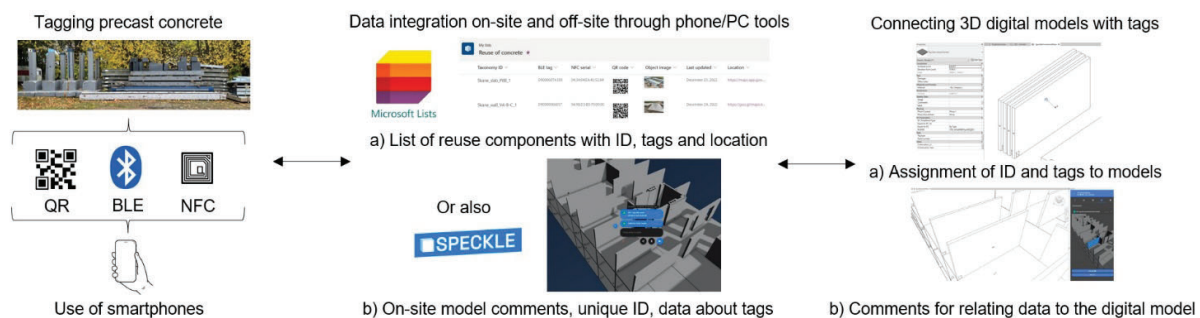 Tagging precast concrete
QR
BLE
NFC
Use of smartphones
Data integration on-site and off-site through phone/PC tools
Microsoft Lists
My lists
Reuse of concrete
Taxonomy ID
BLE tag
NFC serial
QR code
Object image
Last updated
Location
a) List of reuse components with ID, tags and location
Or also
SPECKLE
b) On-site model comments, unique ID, data about tags
Connecting 3D digital models with tags
a) Assignment of ID and tags to models
b) Comments for relating data to the digital model